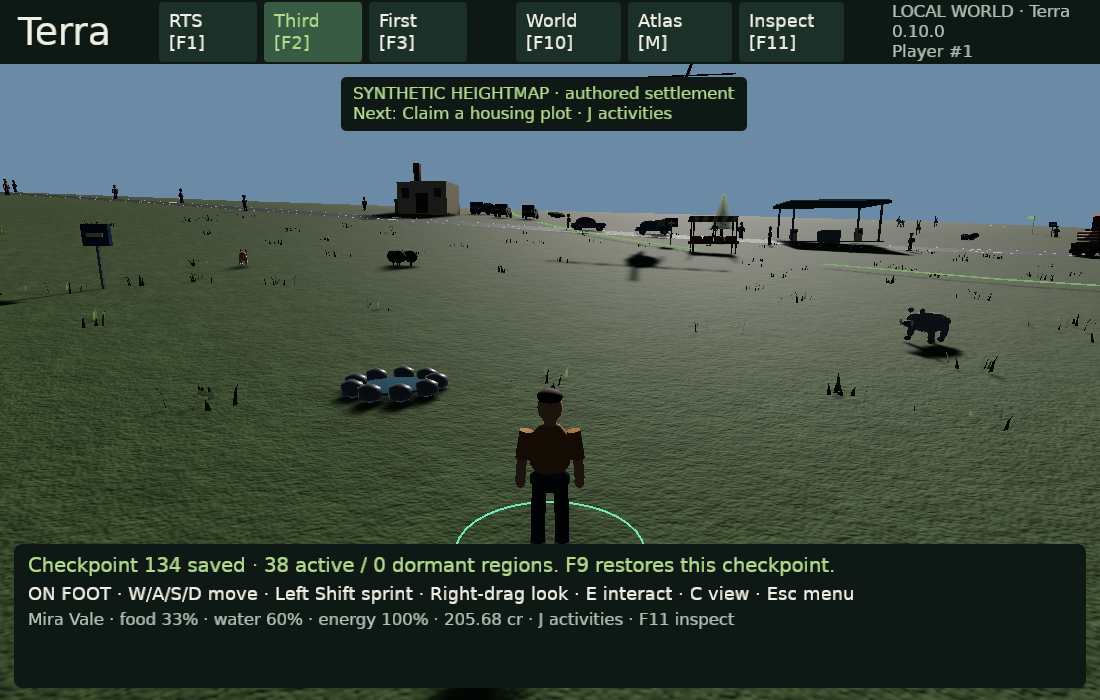 Terra
RTS
[F1]
Third
[F2]
First
[F3]
World
[F10]
Atlas
[M]
Inspect
[F11]
LOCAL WORLD · Terra
0.10.0
Player #1
SYNTHETIC HEIGHTMAP · authored settlement
Next: Claim a housing plot · J activities
Checkpoint 134 saved · 38 active / 0 dormant regions. F9 restores this checkpoint.
ON FOOT · W/A/S/D move · Left Shift sprint · Right-drag look · E interact · C view · Esc menu
Mira Vale · food 33% · water 60% · energy 100% · 205.68 cr · J activities · F11 inspect